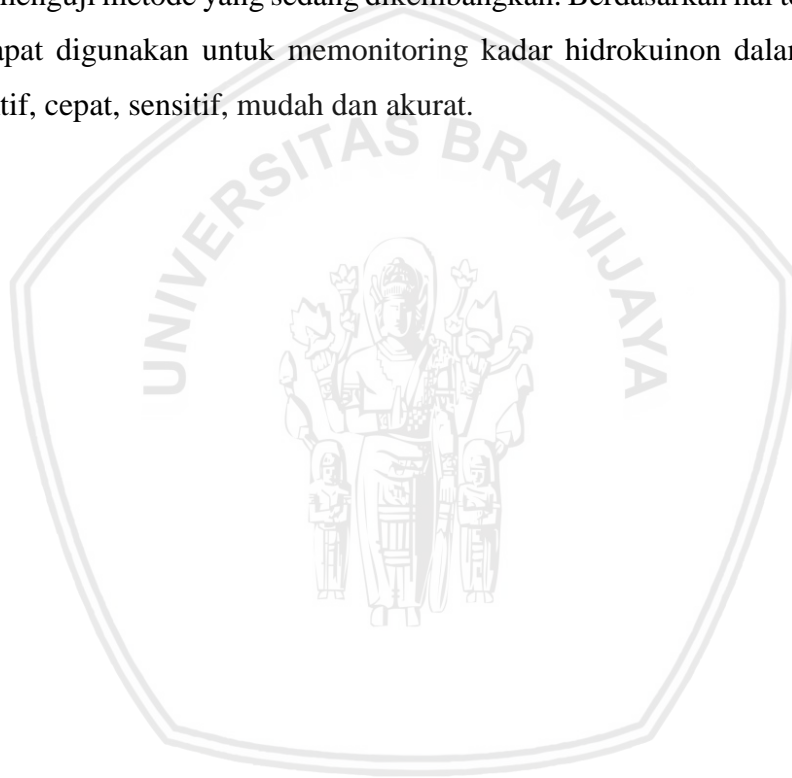 menguji metode yang sedang dikembangkan. Berdasarkan hal
apat digunakan untuk memonitoring kadar hidrokuinon dalam
tif, cepat, sensitif, mudah dan akurat.
UNIVERSITAS BRAWIJAYA